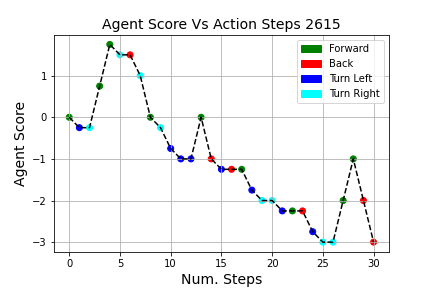 Agent Score Vs Action Steps 2615
Agent Score
1
0
−1
−2
−3
Forward
Back
Turn Left
Turn Right
0 5 10 15 20 25 30
Num. Steps